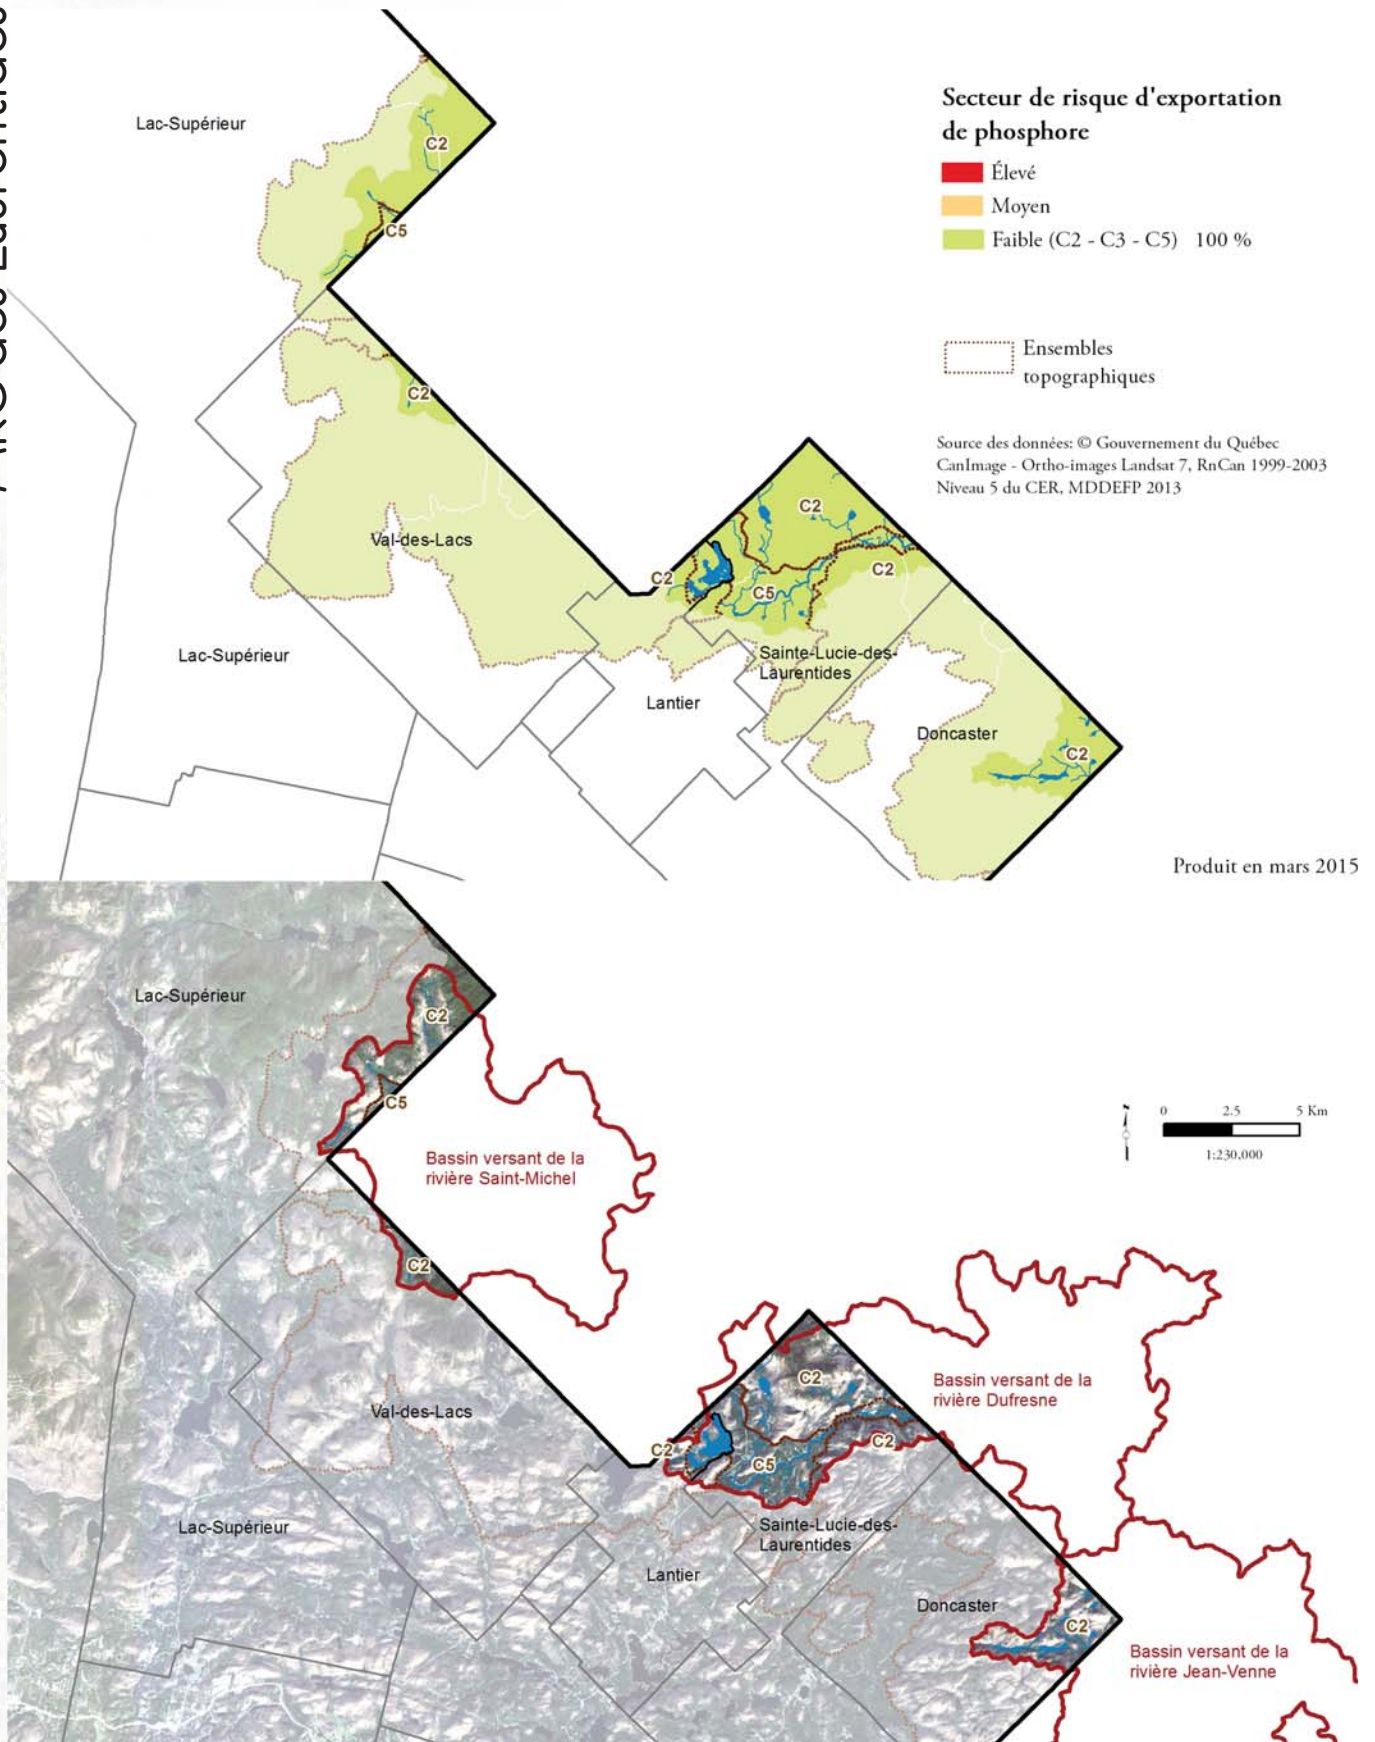 Lac-Supérieur
C2
C5
C2
Val-des-Lacs
Lac-Supérieur
C2
C2
C5
C2
Sainte-Lucie-des-
Laurentides
Lantier
Doncaster
C2
Secteur de risque d'exportation
de phosphore
Élevé
Moyen
Faible (C2 - C3 - C5) 100 %
Ensembles
topographiques
Source des données: © Gouvernement du Québec
CanImage - Ortho-images Landsat 7, RnCan 1999-2003
Niveau 5 du CER, MDDEFP 2013
Produit en mars 2015
Lac-Supérieur
C2
C5
Bassin versant de la
rivière Saint-Michel
C2
Val-des-Lacs
Lac-Supérieur
0 2.5 5 Km
1:230,000
C2
C2
C5
C2
Bassin versant de la
rivière Dufresne
Sainte-Lucie-des-
Laurentides
Lantier
Doncaster
C2
Bassin versant de la
rivière Jean-Venne